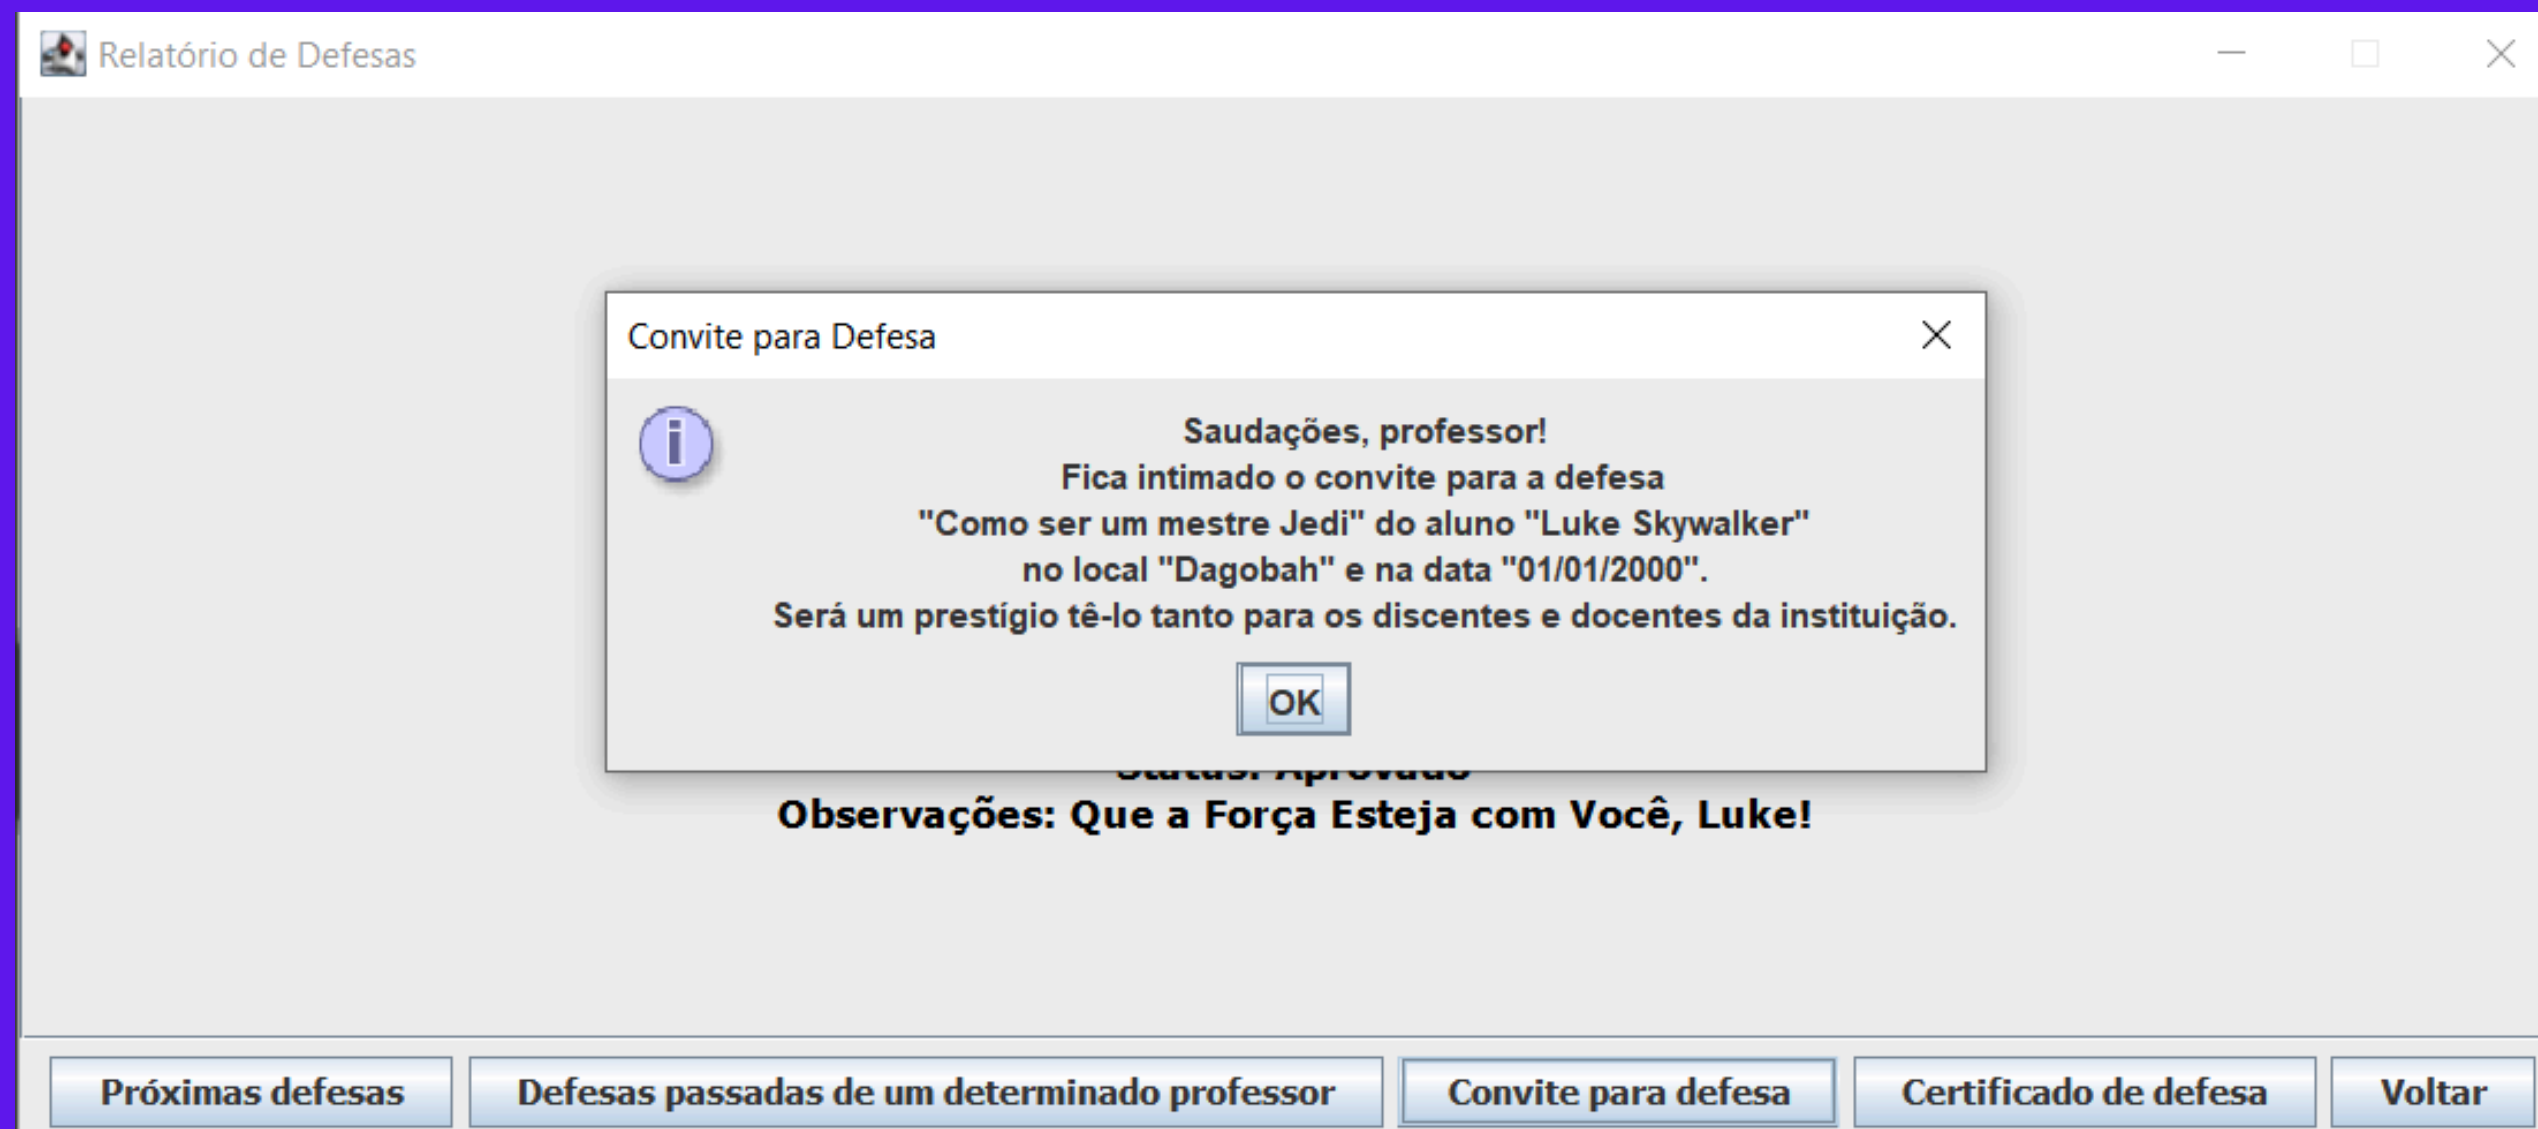 Relatório de Defesas
Convite para Defesa
Saudações, professor!
Fica intimado o convite para a defesa
"Como ser um mestre Jedi" do aluno "Luke Skywalker"
no local "Dagobah" e na data "01/01/2000".
Será um prestígio tê-lo tanto para os discentes e docentes da instituição.
OK
Status: Aprovado
Observações: Que a Força Esteja com Você, Luke!
Próximas defesas
Defesas passadas de um determinado professor
Convite para defesa
Certificado de defesa
Voltar